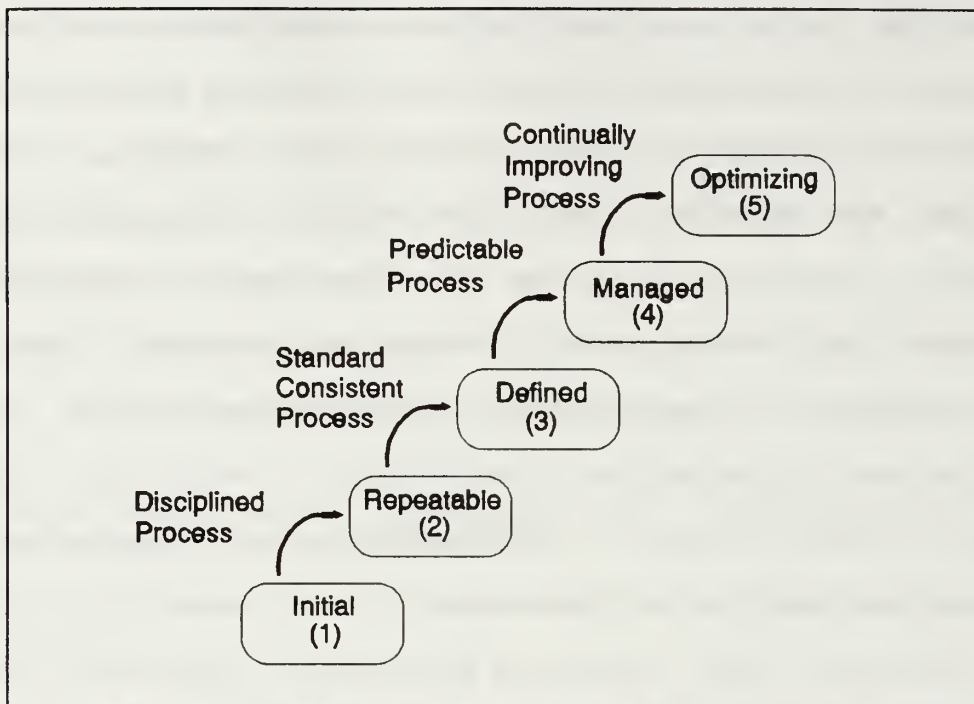 Continually
Improving
Process
Optimizing
(5)
Predictable
Process
Managed
(4)
Standard
Consistent
Process
Defined
(3)
Disciplined
Process
Repeatable
(2)
Initial
(1)